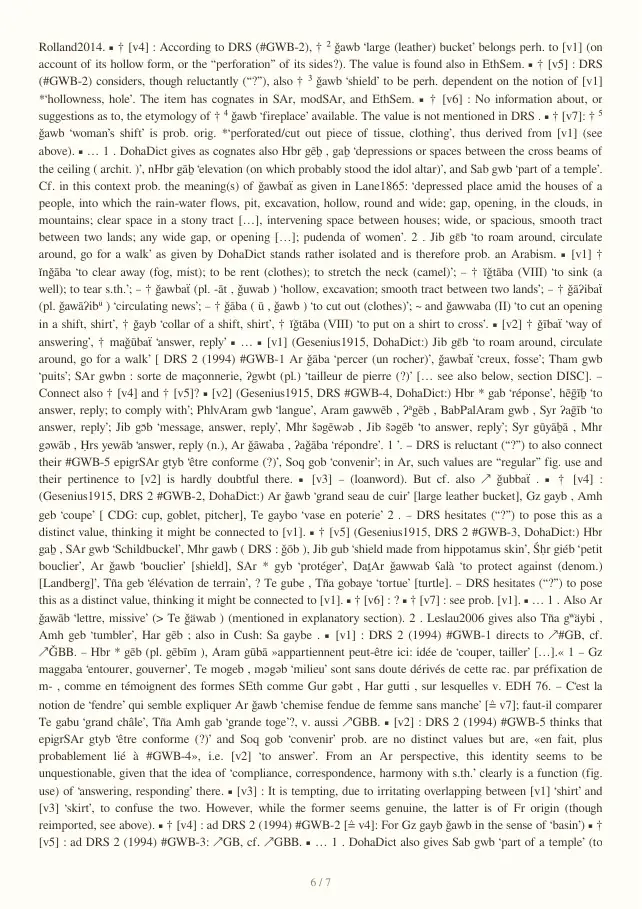 Rolland2014. ▪ † [v4] : According to DRS (#GWB-2), † ² ǧawb ‘large (leather) bucket’ belongs perh. to [v1] (on
account of its hollow form, or the “perforation” of its sides?). The value is found also in EthSem. ▪ † [v5] : DRS
(#GWB-2) considers, though reluctantly (“?”), also † ³ ǧawb ‘shield’ to be perh. dependent on the notion of [v1]
*‘hollowness, hole’. The item has cognates in SAr, modSAr, and EthSem. ▪ † [v6] : No information about, or
suggestions as to, the etymology of † ⁴ ǧawb ‘fireplace’ available. The value is not mentioned in DRS . ▪ † [v7]: † ⁵
ǧawb ‘woman’s shift’ is prob. orig. *‘perforated/cut out piece of tissue, clothing’, thus derived from [v1] (see
above). ▪ … 1 . DohaDict gives as cognates also Hbr gēḇ , gaḇ ‘depressions or spaces between the cross beams of
the ceiling ( archit. )’, nHbr gāḇ ‘elevation (on which probably stood the idol altar)’, and Sab gwb ‘part of a temple’.
Cf. in this context prob. the meaning(s) of ǧawbaẗ as given in Lane1865: ‘depressed place amid the houses of a
people, into which the rain-water flows, pit, excavation, hollow, round and wide; gap, opening, in the clouds, in
mountains; clear space in a stony tract […], intervening space between houses; wide, or spacious, smooth tract
between two lands; any wide gap, or opening […]; pudenda of women’. 2 . Jib gēb ‘to roam around, circulate
around, go for a walk’ as given by DohaDict stands rather isolated and is therefore prob. an Arabism. ▪ [v1] †
ĭnǧāba ‘to clear away (fog, mist); to be rent (clothes); to stretch the neck (camel)’; – † ĭǧtāba (VIII) ‘to sink (a
well); to tear s.th.’; – † ǧawbaẗ (pl. -āt , ǧuwab ) ‘hollow, excavation; smooth tract between two lands’; – † ǧāʔibaẗ
(pl. ǧawāʔibᵘ ) ‘circulating news’; – † ǧāba ( ū , ǧawb ) ‘to cut out (clothes)’; ~ and ǧawwaba (II) ‘to cut an opening
in a shift, shirt’, † ǧayb ‘collar of a shift, shirt’, † ĭǧtāba (VIII) ‘to put on a shirt to cross’. ▪ [v2] † ǧībaẗ ‘way of
answering’, † maǧūbaẗ ‘answer, reply’ ▪ … ▪ [v1] (Gesenius1915, DohaDict:) Jib gēb ‘to roam around, circulate
around, go for a walk’ [ DRS 2 (1994) #GWB-1 Ar ǧāba ‘percer (un rocher)’, ǧawbaẗ ‘creux, fosse’; Tham gwb
‘puits’; SAr gwbn : sorte de maçonnerie, ʔgwbt (pl.) ‘tailleur de pierre (?)’ [… see also below, section DISC]. –
Connect also † [v4] and † [v5]? ▪ [v2] (Gesenius1915, DRS #GWB-4, DohaDict:) Hbr * gab ‘réponse’, hēgīḇ ‘to
answer, reply; to comply with’; PhlvAram gwb ‘langue’, Aram gawwēb , ʔᵃgēb , BabPalAram gwb , Syr ʔagīb ‘to
answer, reply’; Jib gɔb ‘message, answer, reply’, Mhr šəgēwəb , Jib šəgēb ‘to answer, reply’; Syr gūyāḇā , Mhr
gəwāb , Ḥrs yewāb ‘answer, reply (n.), Ar ǧāwaba , ʔaǧāba ‘répondre’. 1 ’. – DRS is reluctant (“?”) to also connect
their #GWB-5 epigrSAr gtyb ‘être conforme (?)’, Soq gob ‘convenir’; in Ar, such values are “regular” fig. use and
their pertinence to [v2] is hardly doubtful there. ▪ [v3] – (loanword). But cf. also ↗ ǧubbaẗ . ▪ † [v4] :
(Gesenius1915, DRS 2 #GWB-2, DohaDict:) Ar ǧawb ‘grand seau de cuir’ [large leather bucket], Gz gayb , Amh
geb ‘coupe’ [ CDG: cup, goblet, pitcher], Te gaybo ‘vase en poterie’ 2 . – DRS hesitates (“?”) to pose this as a
distinct value, thinking it might be connected to [v1]. ▪ † [v5] (Gesenius1915, DRS 2 #GWB-3, DohaDict:) Hbr
gaḇ , SAr gwb ‘Schildbuckel’, Mhr gawb ( DRS : ǧōb ), Jib gub ‘shield made from hippotamus skin’, Śḥr giéb ‘petit
bouclier’, Ar ǧawb ‘bouclier’ [shield], SAr * gyb ‘protéger’, DaṯAr ǧawwab ʕalà ‘to protect against (denom.)
[Landberg]’, Tña geb ‘élévation de terrain’, ? Te gube , Tña gobaye ‘tortue’ [turtle]. – DRS hesitates (“?”) to pose
this as a distinct value, thinking it might be connected to [v1]. ▪ † [v6] : ? ▪ † [v7] : see prob. [v1]. ▪ … 1 . Also Ar
ǧawāb ‘lettre, missive’ (> Te ǧäwab ) (mentioned in explanatory section). 2 . Leslau2006 gives also Tña gʷäybi ,
Amh geb ‘tumbler’, Har gēb ; also in Cush: Sa gaybe . ▪ [v1] : DRS 2 (1994) #GWB-1 directs to ↗#GB, cf.
↗ǦBB. – Hbr * gēb (pl. gēbīm ), Aram gūbā »appartiennent peut-être ici: idée de ‘couper, tailler’ […].« 1 – Gz
maggaba ‘entourer, gouverner’, Te mogeb , məgəb ‘milieu’ sont sans doute dérivés de cette rac. par préfixation de
m- , comme en témoignent des formes SEth comme Gur gəbt , Har gutti , sur lesquelles v. EDH 76. – C‘est la
notion de ‘fendre’ qui semble expliquer Ar ǧawb ‘chemise fendue de femme sans manche’ [≙ v7]; faut-il comparer
Te gabu ‘grand châle’, Tña Amh gab ‘grande toge’?, v. aussi ↗GBB. ▪ [v2] : DRS 2 (1994) #GWB-5 thinks that
epigrSAr gtyb ‘être conforme (?)’ and Soq gob ‘convenir’ prob. are no distinct values but are, «en fait, plus
probablement lié à #GWB-4», i.e. [v2] ‘to answer’. From an Ar perspective, this identity seems to be
unquestionable, given that the idea of ‘compliance, correspondence, harmony with s.th.’ clearly is a function (fig.
use) of ‘answering, responding’ there. ▪ [v3] : It is tempting, due to irritating overlapping between [v1] ‘shirt’ and
[v3] ‘skirt’, to confuse the two. However, while the former seems genuine, the latter is of Fr origin (though
reimported, see above). ▪ † [v4] : ad DRS 2 (1994) #GWB-2 [≙ v4]: For Gz gayb ǧawb in the sense of ‘basin’) ▪ †
[v5] : ad DRS 2 (1994) #GWB-3: ↗GB, cf. ↗GBB. ▪ … 1 . DohaDict also gives Sab gwb ‘part of a temple’ (to
6 / 7